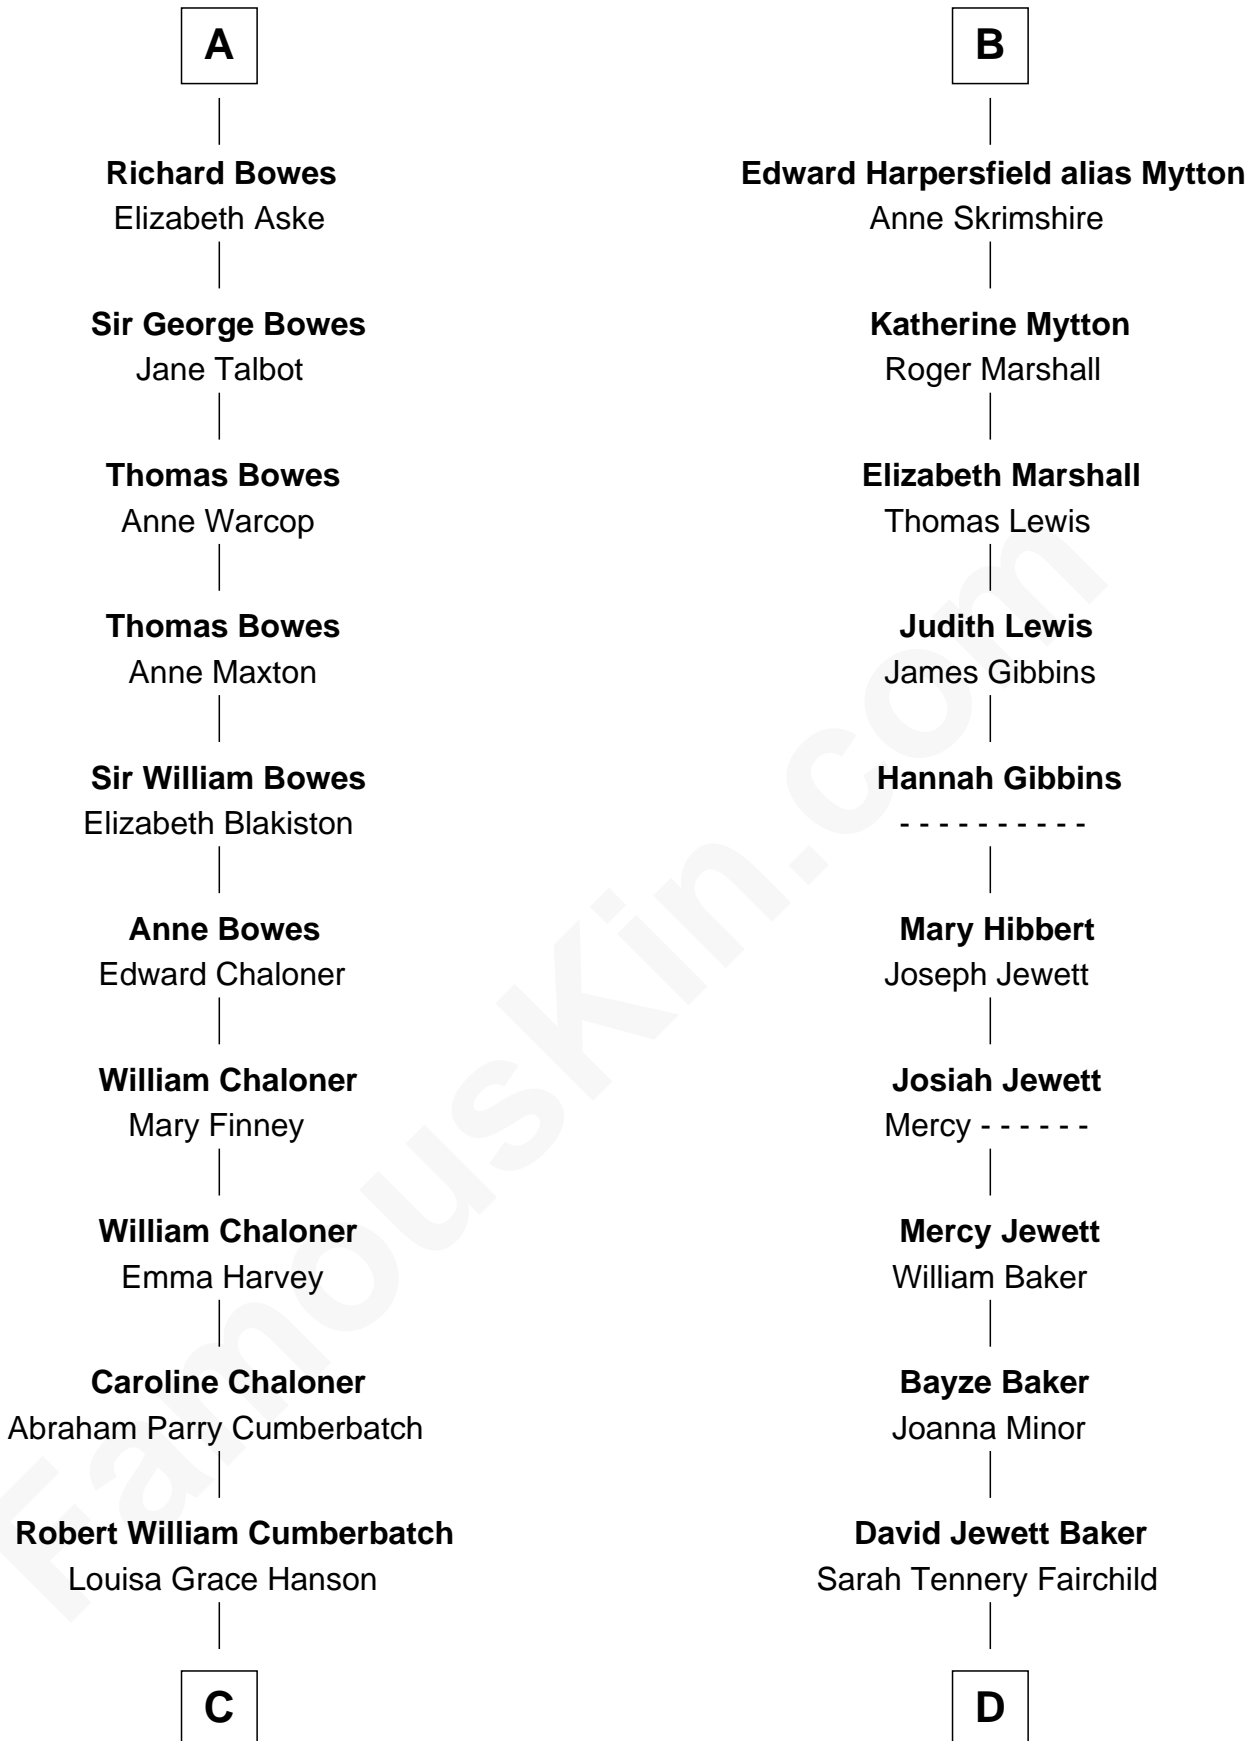 A
Richard Bowes
Elizabeth Aske
Sir George Bowes
Jane Talbot
Thomas Bowes
Anne Warcop
Thomas Bowes
Anne Maxton
Sir William Bowes
Elizabeth Blakiston
Anne Bowes
Edward Chaloner
William Chaloner
Mary Finney
William Chaloner
Emma Harvey
Caroline Chaloner
Abraham Parry Cumberbatch
Robert William Cumberbatch
Louisa Grace Hanson
C
B
Edward Harpersfield alias Mytton
Anne Skrimshire
Katherine Mytton
Roger Marshall
Elizabeth Marshall
Thomas Lewis
Judith Lewis
James Gibbins
Hannah Gibbins
- - - - - - - - - -
Mary Hibbert
Joseph Jewett
Josiah Jewett
Mercy - - - - - -
Mercy Jewett
William Baker
Bayze Baker
Joanna Minor
David Jewett Baker
Sarah Tennery Fairchild
D
FamousKin.com